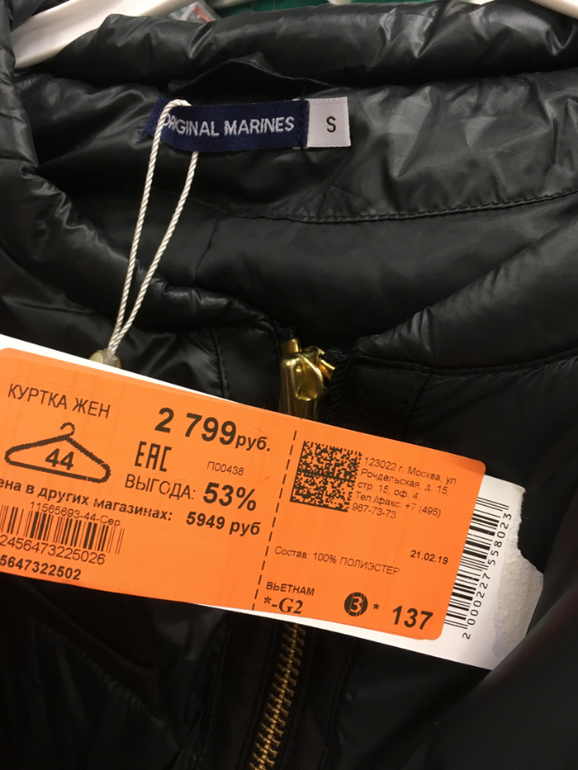 ORIGINAL MARINES
S
КУРТКА ЖЕН
2 799руб.
44
ЕАС
П00438
ВЫГОДА: 53%
ена в других магазинах: 5949 руб
11565693-44-Сер
2456473225026
5647322502
123022 г. Москва, ул
Рочдельская, д. 15,
стр. 15, оф. 4,
Тел./факс: +7 (495)
967-73-73
Состав: 100% ПОЛИЭСТЕР
21.02.19
ВЬЕТНАМ
*-G2
3 * 137
2 000227 558023